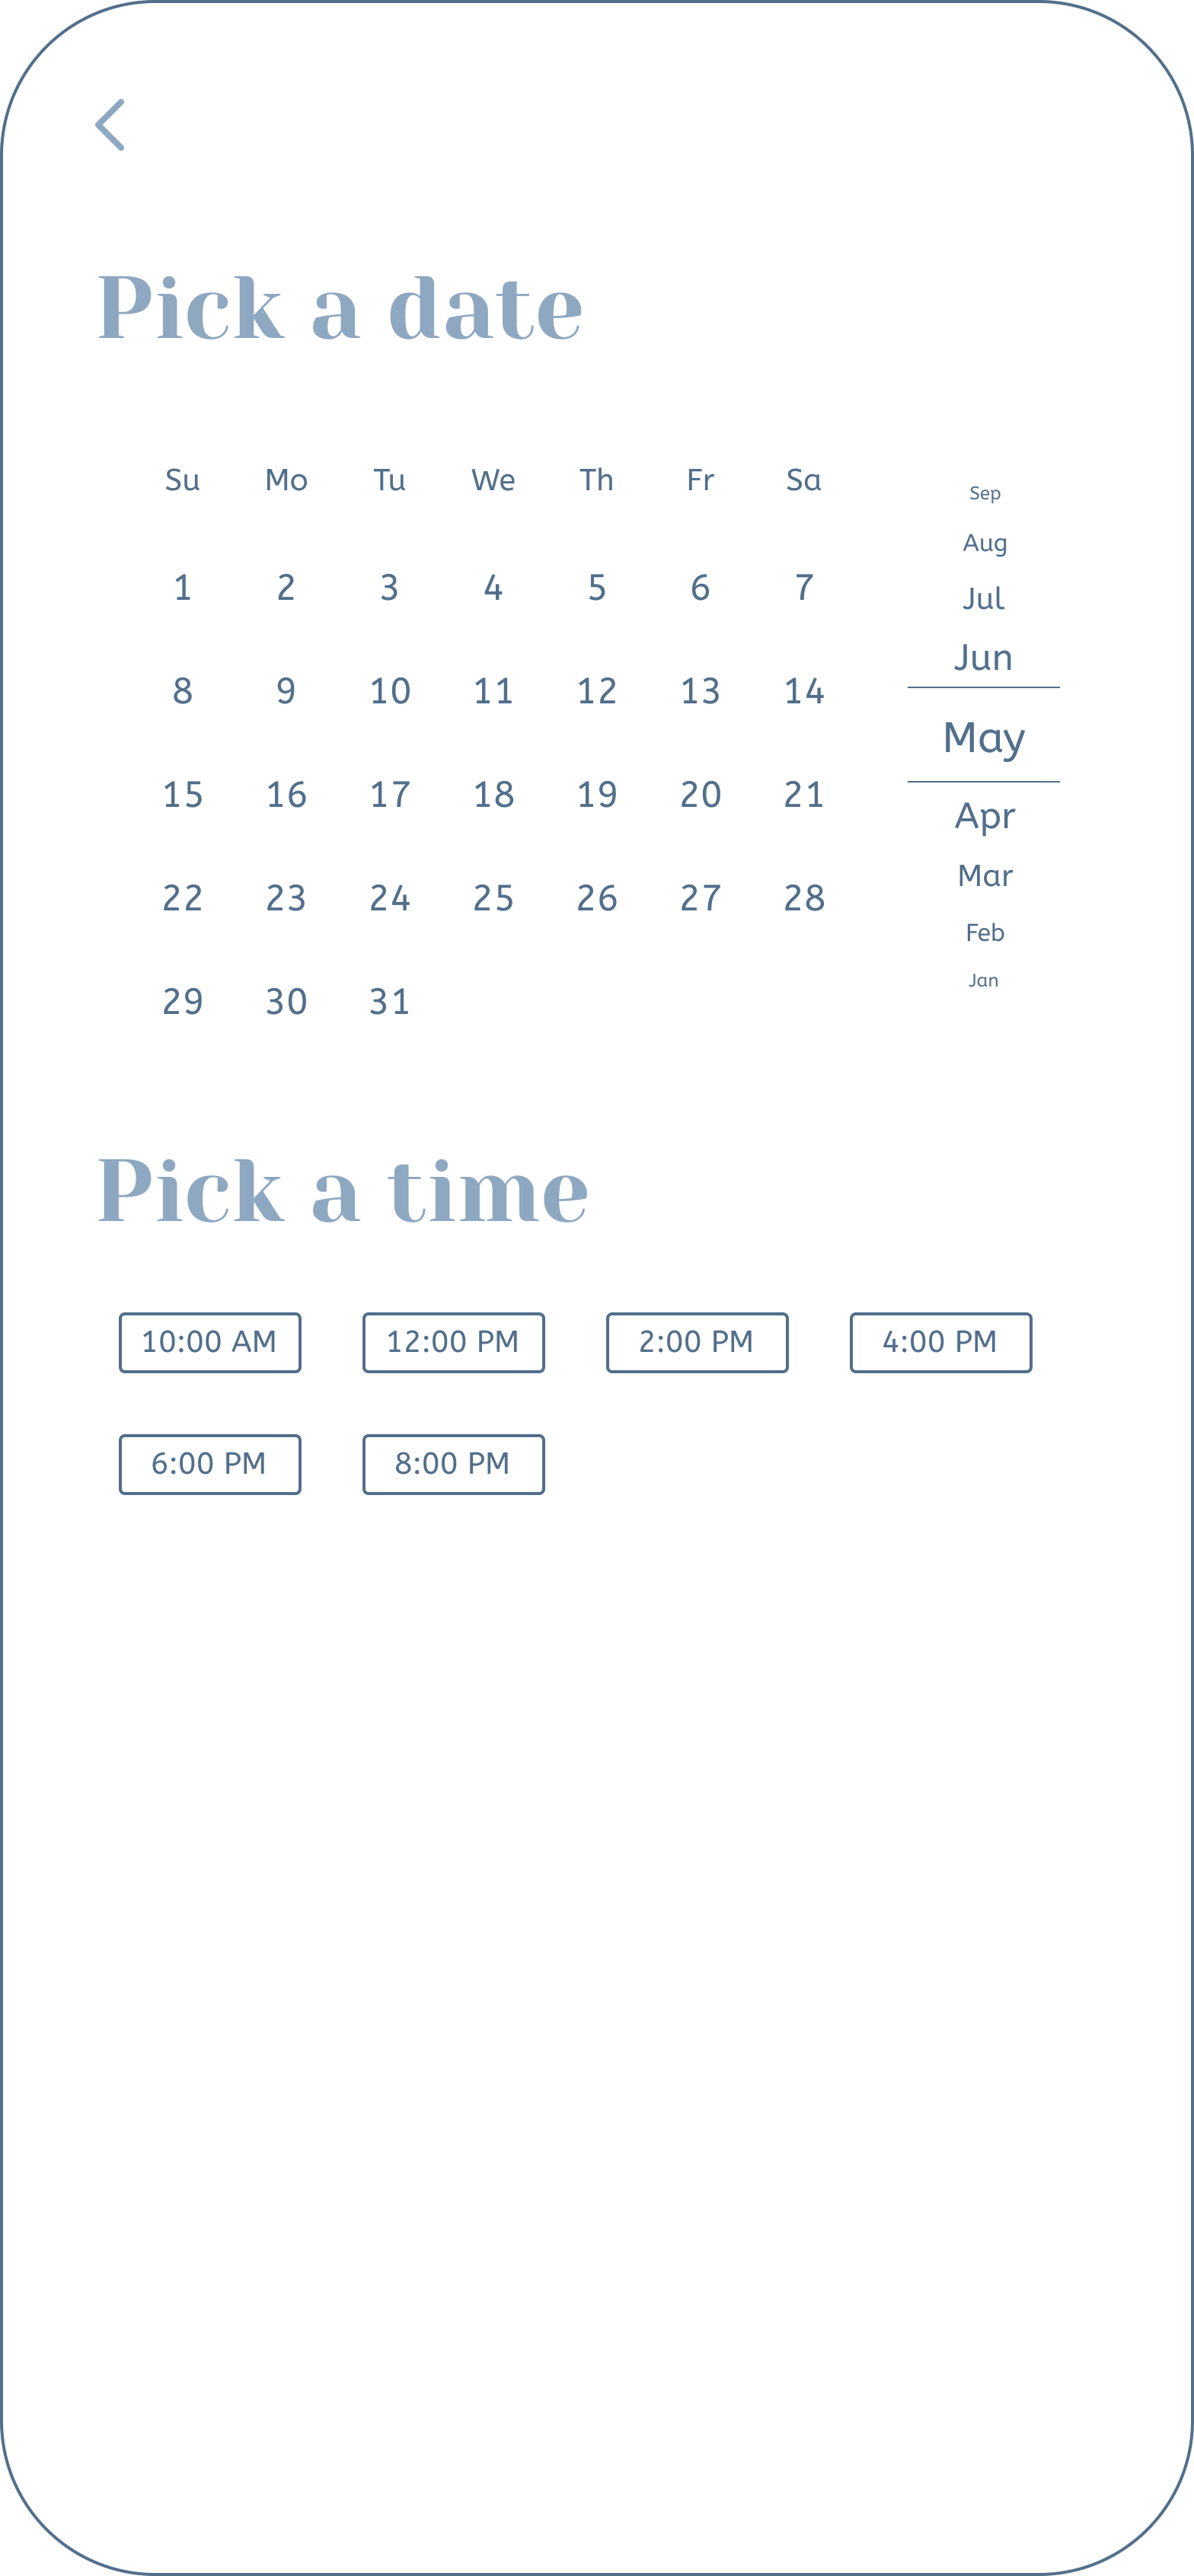 Pick a date
Su Mo Tu We Th Fr Sa
1 2 3 4 5 6 7
8 9 10 11 12 13 14
15 16 17 18 19 20 21
22 23 24 25 26 27 28
29 30 31
Sep
Aug
Jul
Jun
May
Apr
Mar
Feb
Jan
Pick a time
10:00 AM 12:00 PM 2:00 PM 4:00 PM
6:00 PM 8:00 PM